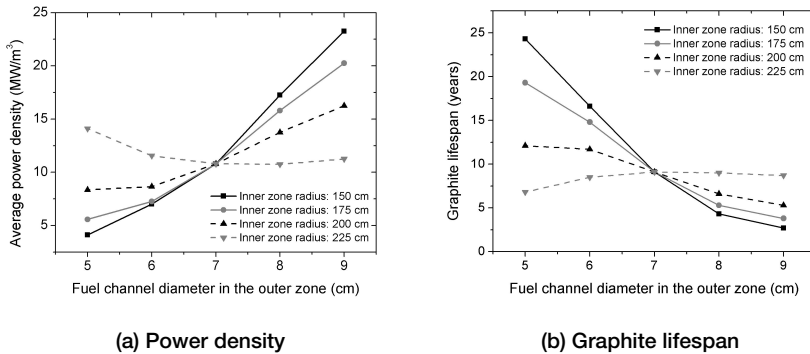 25
20
15
10
5
Average power density (MW/m³)
Inner zone radius: 150 cm
Inner zone radius: 175 cm
Inner zone radius: 200 cm
Inner zone radius: 225 cm
5 6 7 8 9
Fuel channel diameter in the outer zone (cm)
(a) Power density
25
20
15
10
5
0
Graphite lifespan (years)
Inner zone radius: 150 cm
Inner zone radius: 175 cm
Inner zone radius: 200 cm
Inner zone radius: 225 cm
5 6 7 8 9
Fuel channel diameter in the outer zone (cm)
(b) Graphite lifespan